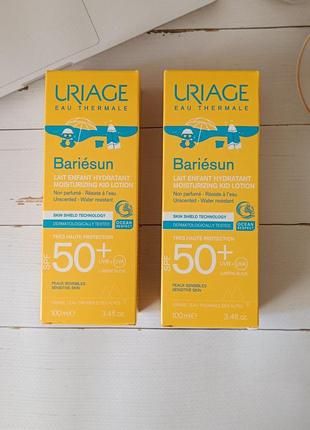 URIAGE
EAU THERMALE
Bariésun
LAIT ENFANT HYDRATANT
MOISTURIZING KID LOTION
Non parfumé - Résiste à l'eau
Unscented - Water resistant
SKIN SHIELD TECHNOLOGY
DERMATOLOGICALLY TESTED
OCEAN
RESPECT
TRÈS HAUTE PROTECTION
SPF 50+
UVB + UVA
PEAUX SENSIBLES
SENSITIVE SKIN
100 ml e 3.4fl.oz.
URIAGE
EAU THERMALE
Bariésun
LAIT ENFANT HYDRATANT
MOISTURIZING KID LOTION
Non parfumé - Résiste à l'eau
Unscented - Water resistant
SKIN SHIELD TECHNOLOGY
DERMATOLOGICALLY TESTED
OCEAN
RESPECT
TRÈS HAUTE PROTECTION
SPF 50+
UVB + UVA
PEAUX SENSIBLES
SENSITIVE SKIN
100 ml e 3.4fl.oz.